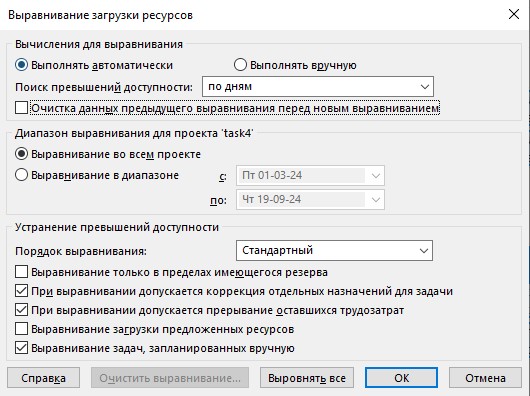 Выравнивание загрузки ресурсов
Вычисления для выравнивания
Выполнять автоматически Выполнять вручную
Поиск превышений доступности: по дням
Очистка данных предыдущего выравнивания перед новым выравниванием
Диапазон выравнивания для проекта 'task4'
Выравнивание во всем проекте
Выравнивание в диапазоне с: Пт 01-03-24
по: Чт 19-09-24
Устранение превышений доступности
Порядок выравнивания: Стандартный
Выравнивание только в пределах имеющегося резерва
При выравнивании допускается коррекция отдельных назначений для задачи
При выравнивании допускается прерывание оставшихся трудозатрат
Выравнивание загрузки предложенных ресурсов
Выравнивание задач, запланированных вручную
Справка Очистить выравнивание... Выровнять все ОК Отмена